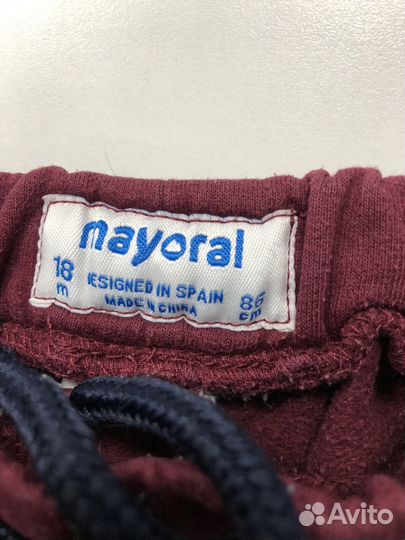 mayoral
18 m
DESIGNED IN SPAIN
MADE IN CHINA
86 cm
Avito